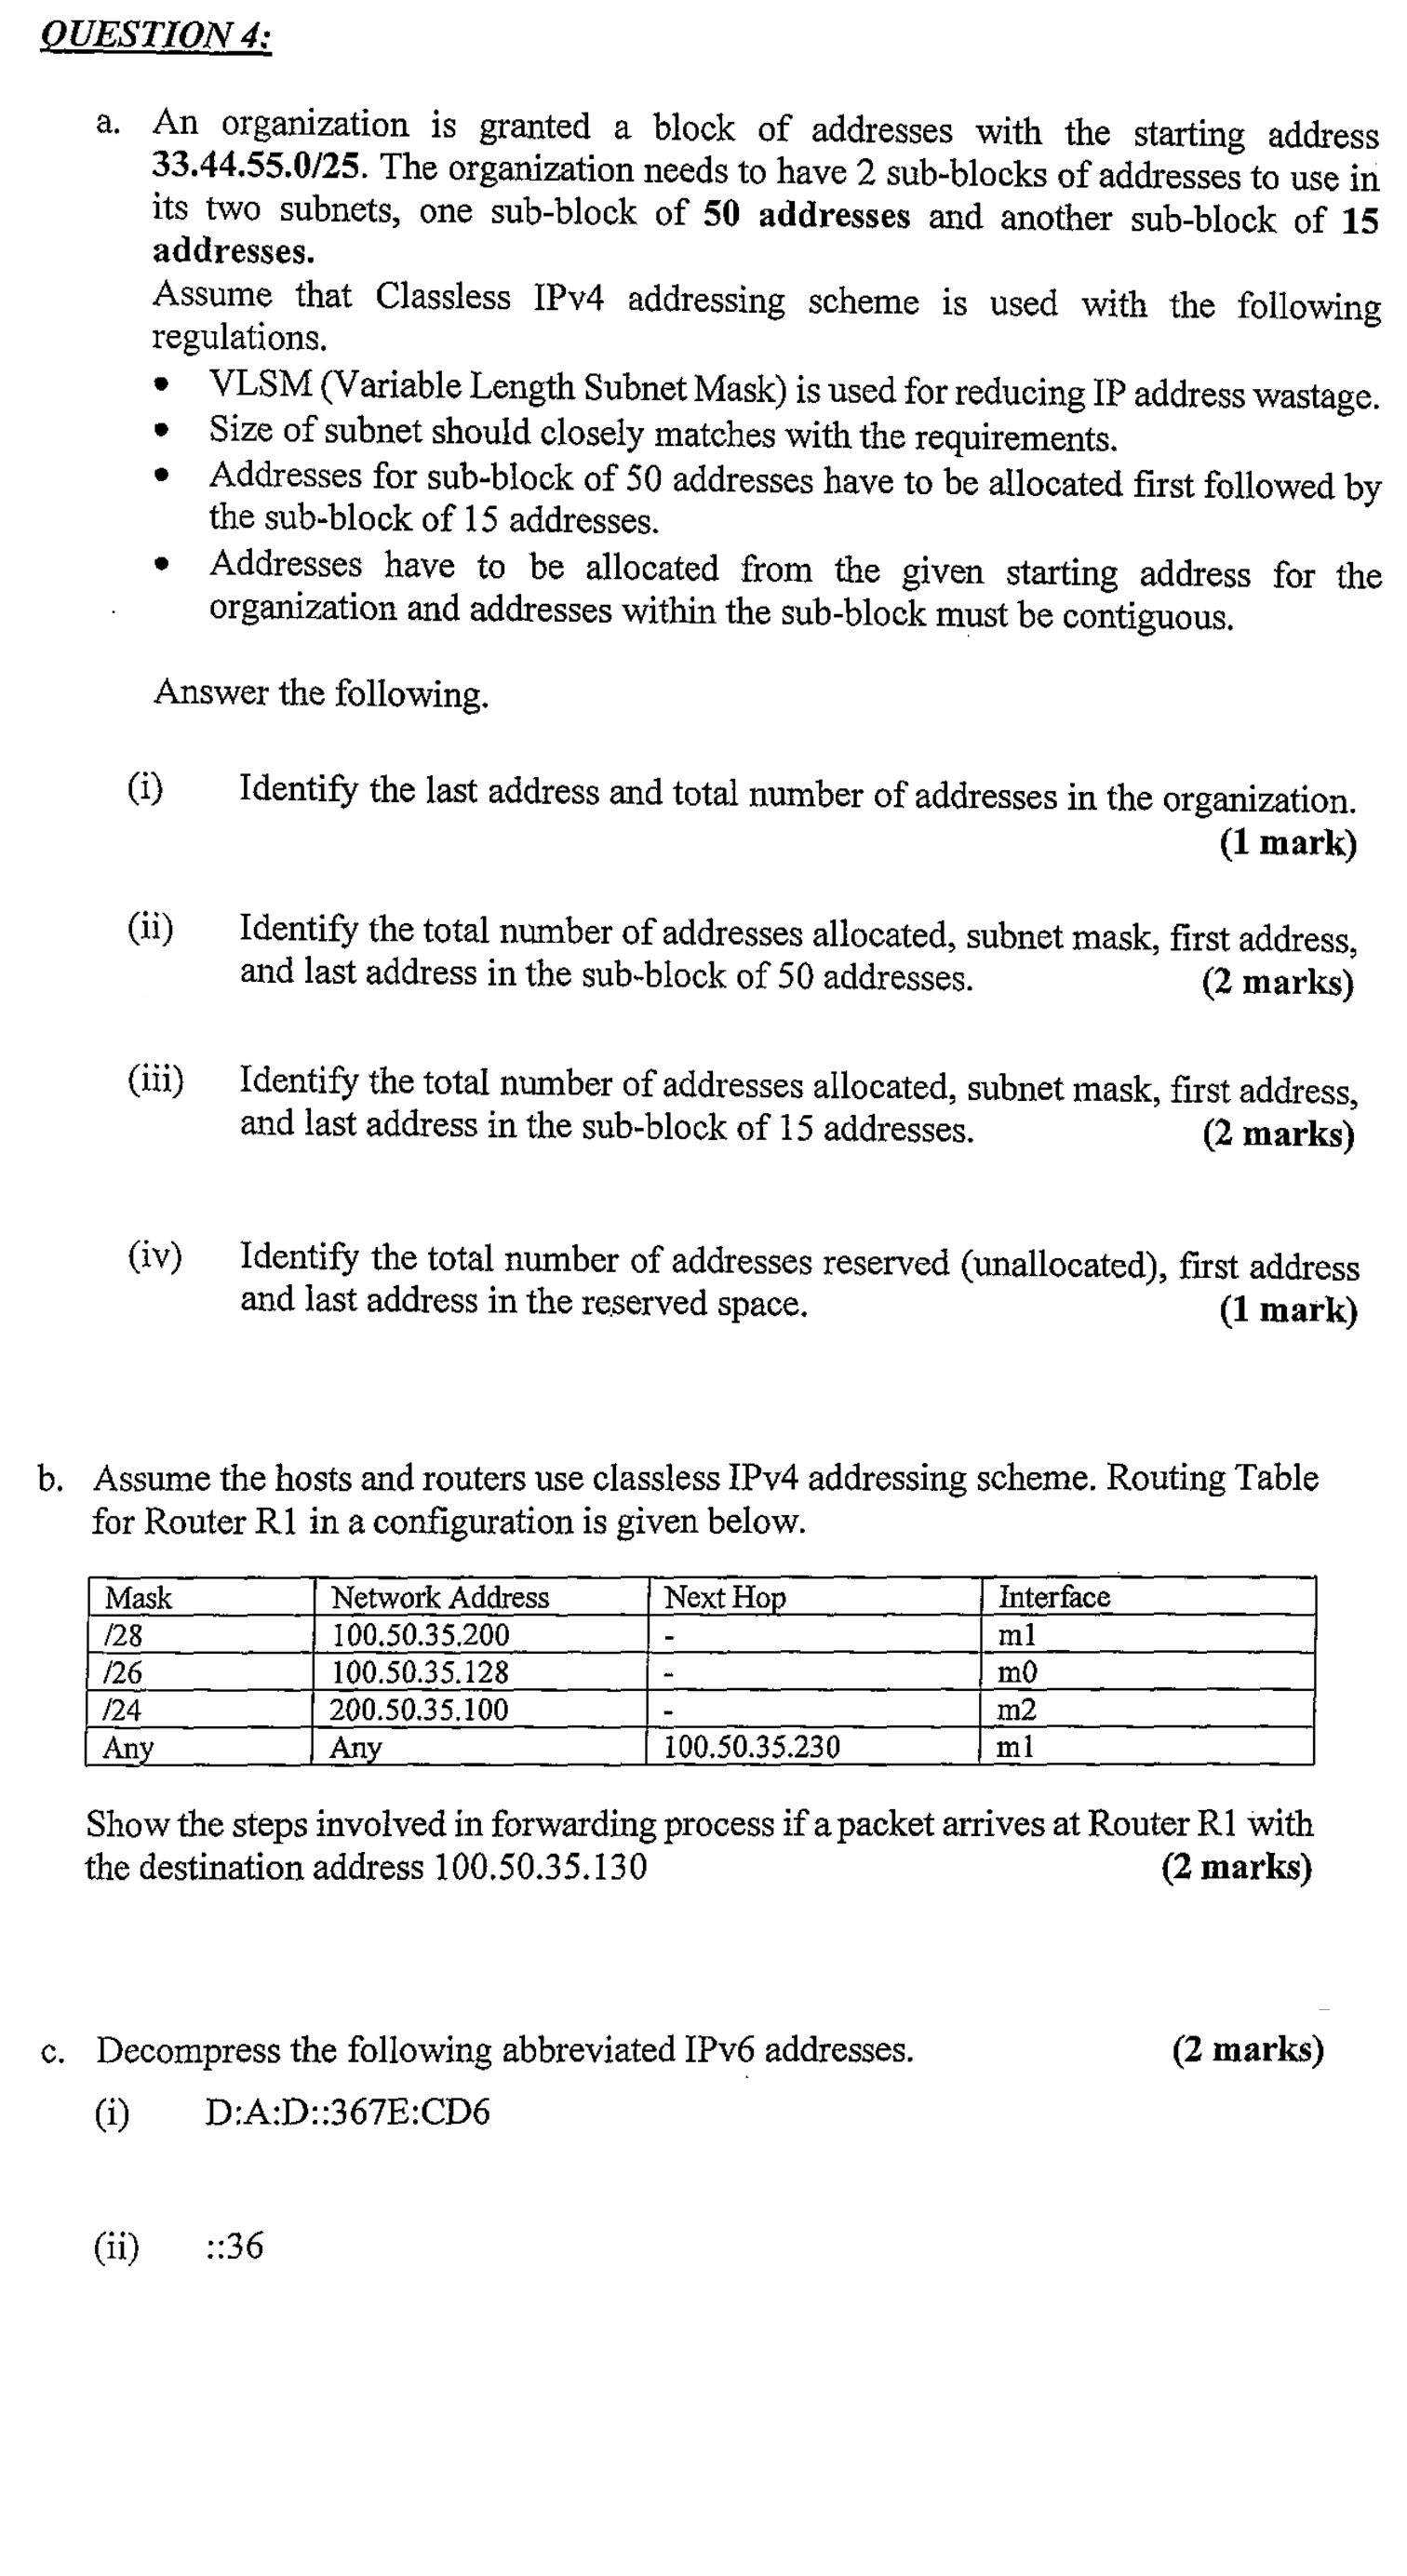 QUESTION 4:
a. An organization is granted a block of addresses with the starting address
33.44.55.0/25. The organization needs to have 2 sub-blocks of addresses to use in
its two subnets, one sub-block of 50 addresses and another sub-block of 15
addresses.
Assume that Classless IPv4 addressing scheme is used with the following
regulations.
• VLSM (Variable Length Subnet Mask) is used for reducing IP address wastage.
• Size of subnet should closely matches with the requirements.
• Addresses for sub-block of 50 addresses have to be allocated first followed by
the sub-block of 15 addresses.
• Addresses have to be allocated from the given starting address for the
organization and addresses within the sub-block must be contiguous.
Answer the following.
(i) Identify the last address and total number of addresses in the organization.
(1 mark)
(ii) Identify the total number of addresses allocated, subnet mask, first address,
and last address in the sub-block of 50 addresses. (2 marks)
(iii) Identify the total number of addresses allocated, subnet mask, first address,
and last address in the sub-block of 15 addresses. (2 marks)
(iv) Identify the total number of addresses reserved (unallocated), first address
and last address in the reserved space. (1 mark)
b. Assume the hosts and routers use classless IPv4 addressing scheme. Routing Table
for Router R1 in a configuration is given below.
Mask Network Address Next Hop Interface
/28 100.50.35.200 - m1
/26 100.50.35.128 - m0
/24 200.50.35.100 - m2
Any Any 100.50.35.230 m1
Show the steps involved in forwarding process if a packet arrives at Router R1 with
the destination address 100.50.35.130 (2 marks)
c. Decompress the following abbreviated IPv6 addresses. (2 marks)
(i) D:A:D::367E:CD6
(ii) ::36